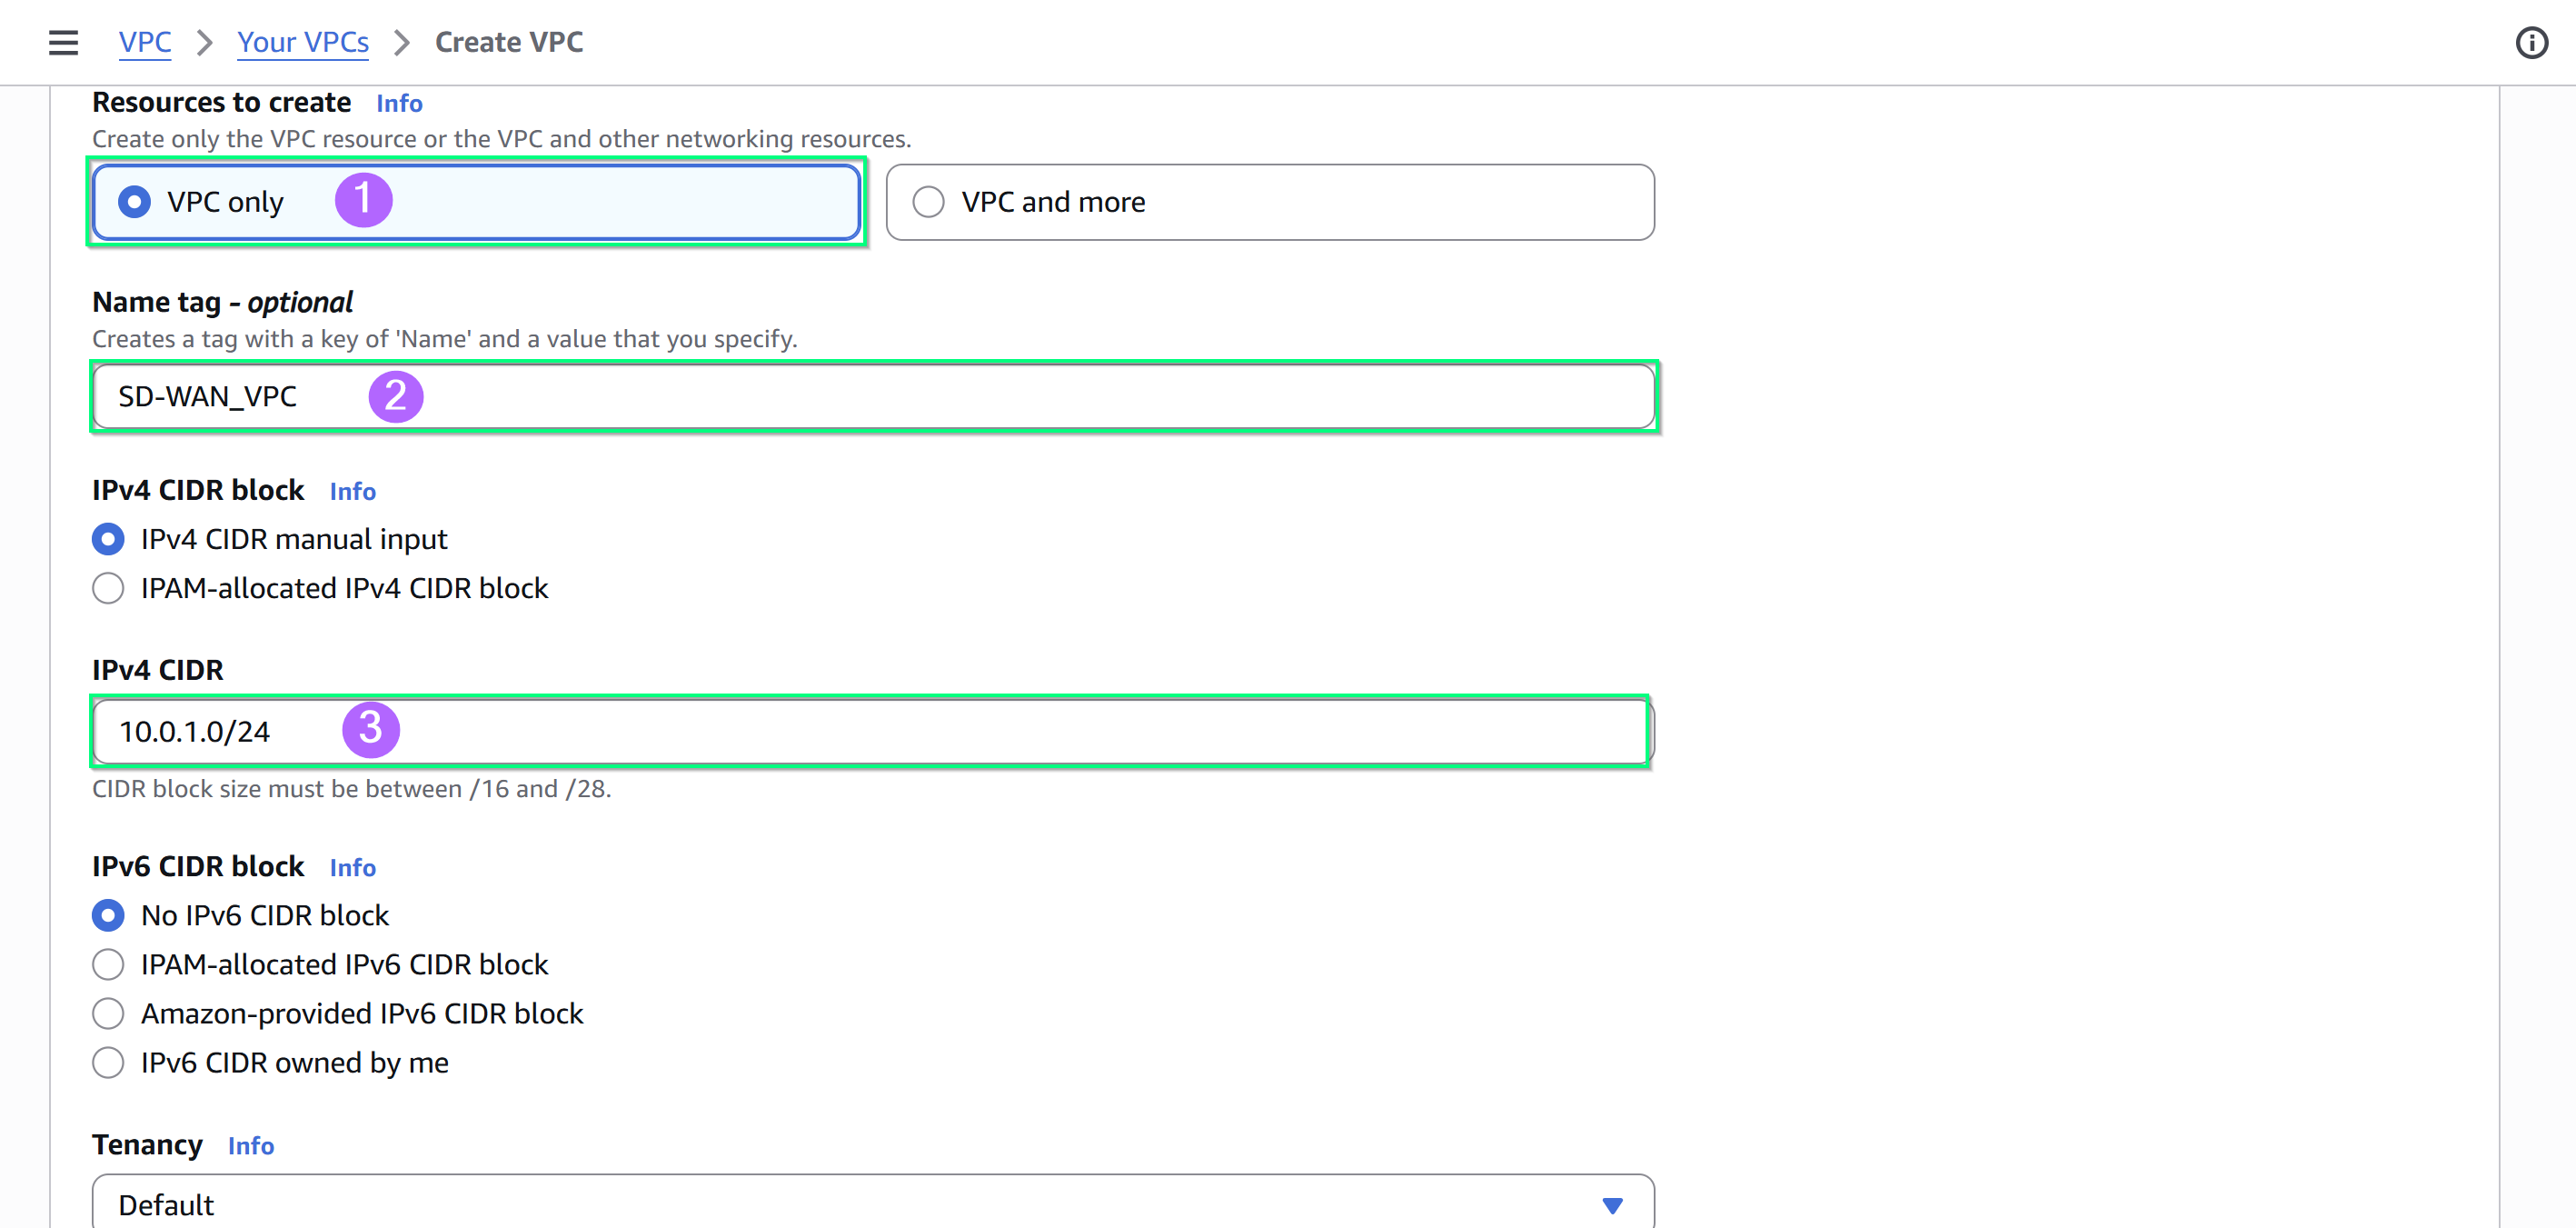 VPC > Your VPCs > Create VPC
Resources to create Info
Create only the VPC resource or the VPC and other networking resources.
VPC only 1 VPC and more
Name tag - optional
Creates a tag with a key of 'Name' and a value that you specify.
SD-WAN_VPC 2
IPv4 CIDR block Info
IPv4 CIDR manual input
IPAM-allocated IPv4 CIDR block
IPv4 CIDR
10.0.1.0/24 3
CIDR block size must be between /16 and /28.
IPv6 CIDR block Info
No IPv6 CIDR block
IPAM-allocated IPv6 CIDR block
Amazon-provided IPv6 CIDR block
IPv6 CIDR owned by me
Tenancy Info
Default